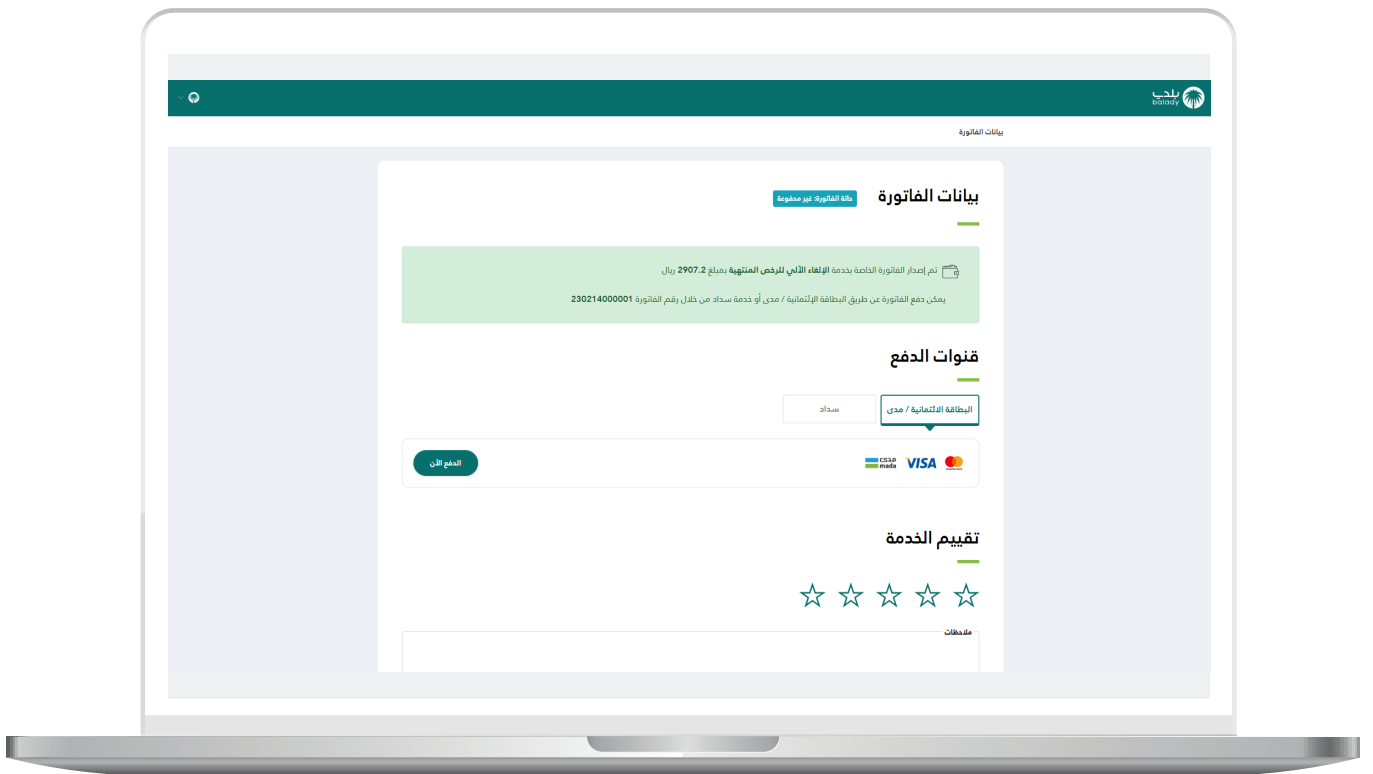 بلدي
balady
بيانات الفاتورة
بيانات الفاتورة
حالة الفاتورة: غير مدفوعة
تم إصدار الفاتورة الخاصة بخدمة الإلغاء الآلي للرخص المنتهية بمبلغ 2907.2 ريال
يمكن دفع الفاتورة عن طريق البطاقة الإئتمانية / مدى أو خدمة سداد من خلال رقم الفاتورة 230214000001
قنوات الدفع
البطاقة الائتمانية / مدى
سداد
VISA
مدى
mada
الدفع الأن
تقييم الخدمة
ملاحظات